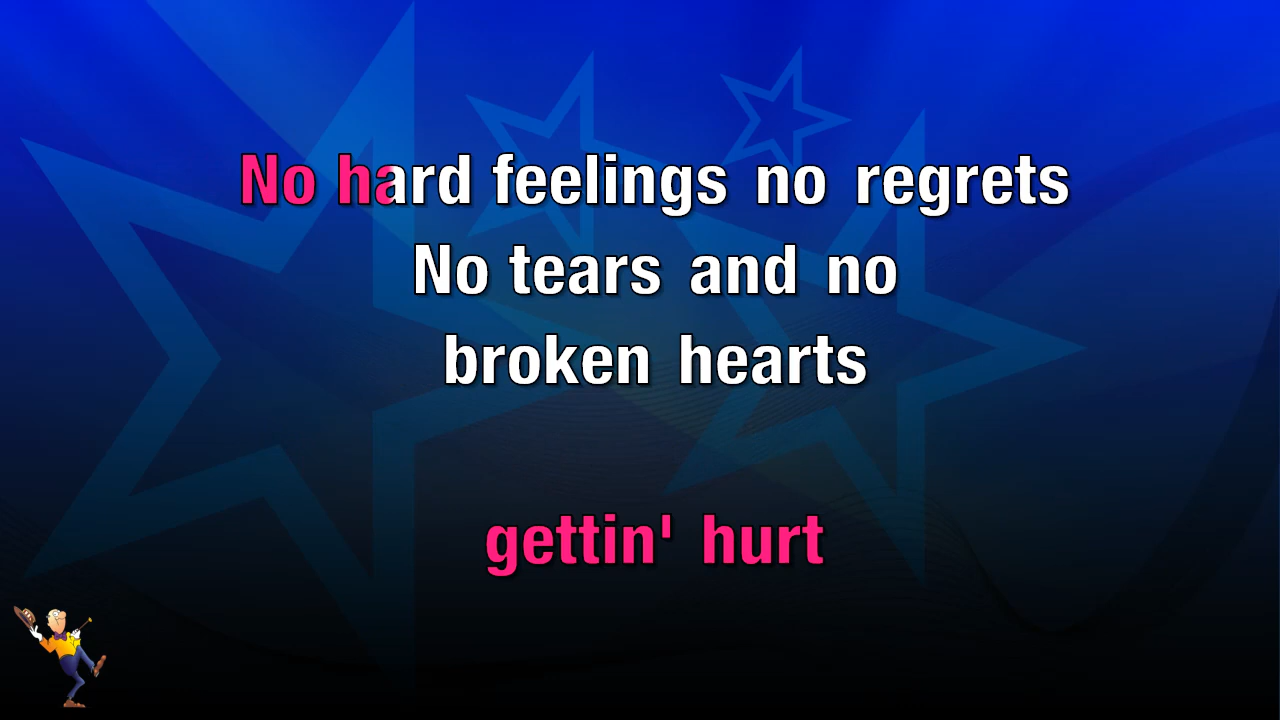 No hard feelings no regrets
No tears and no
broken hearts
gettin' hurt